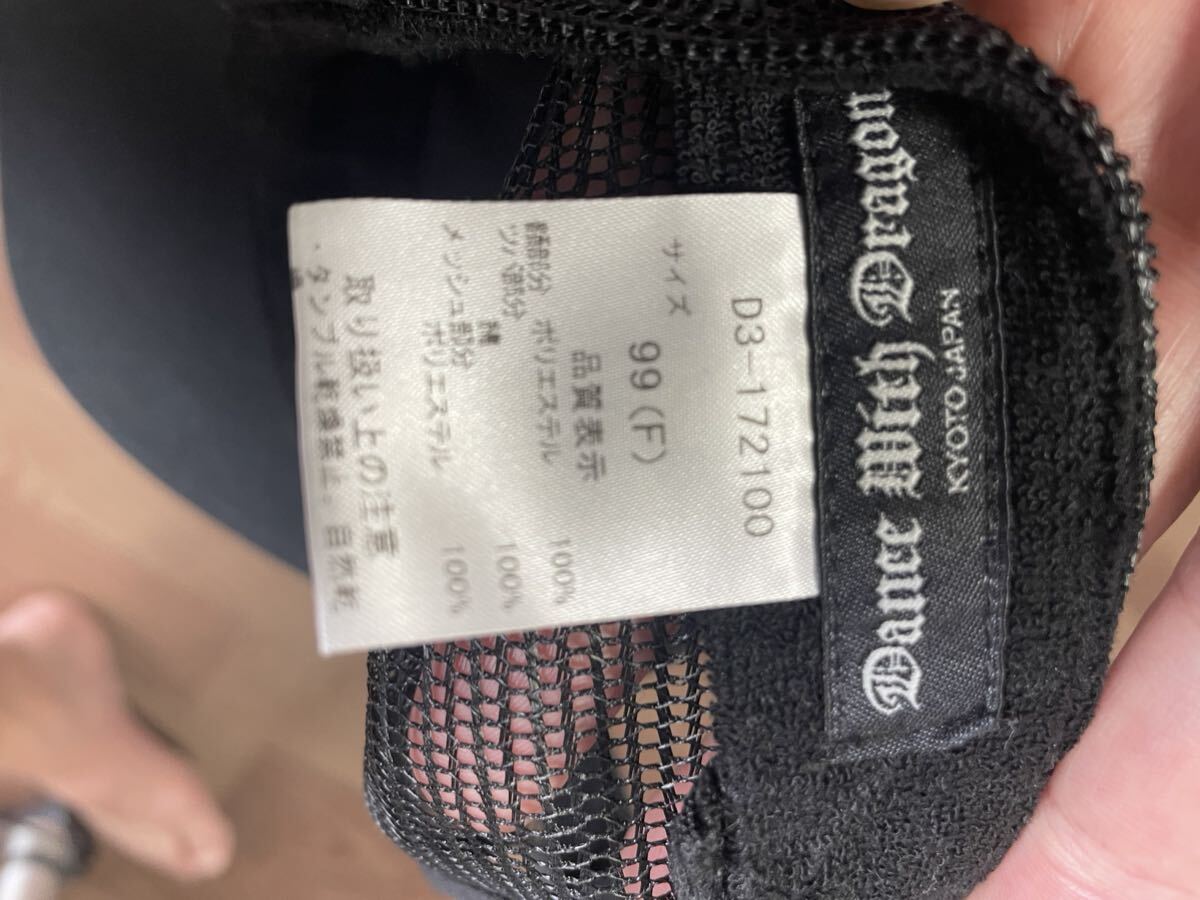 Dance With Dragon
KYOTO JAPAN
D3-172100
サイズ
99(F)
品質表示
ポリエステル 100%
ツバ部分
100%
メッシュ部分
ポリエステル 100%
取り扱い上の注意
・タンブル乾燥禁止・自然乾